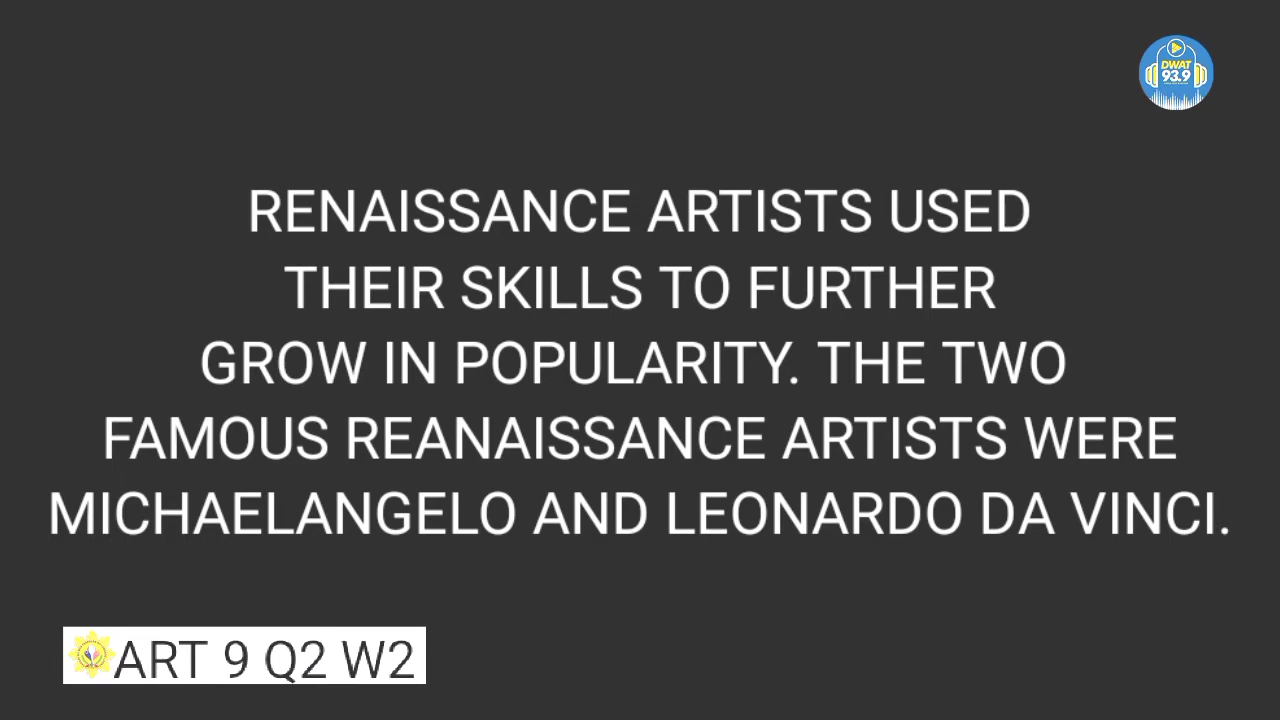 DWAT
93.9
RENAISSANCE ARTISTS USED
THEIR SKILLS TO FURTHER
GROW IN POPULARITY. THE TWO
FAMOUS REANAISSANCE ARTISTS WERE
MICHAELANGELO AND LEONARDO DA VINCI.
ART 9 Q2 W2